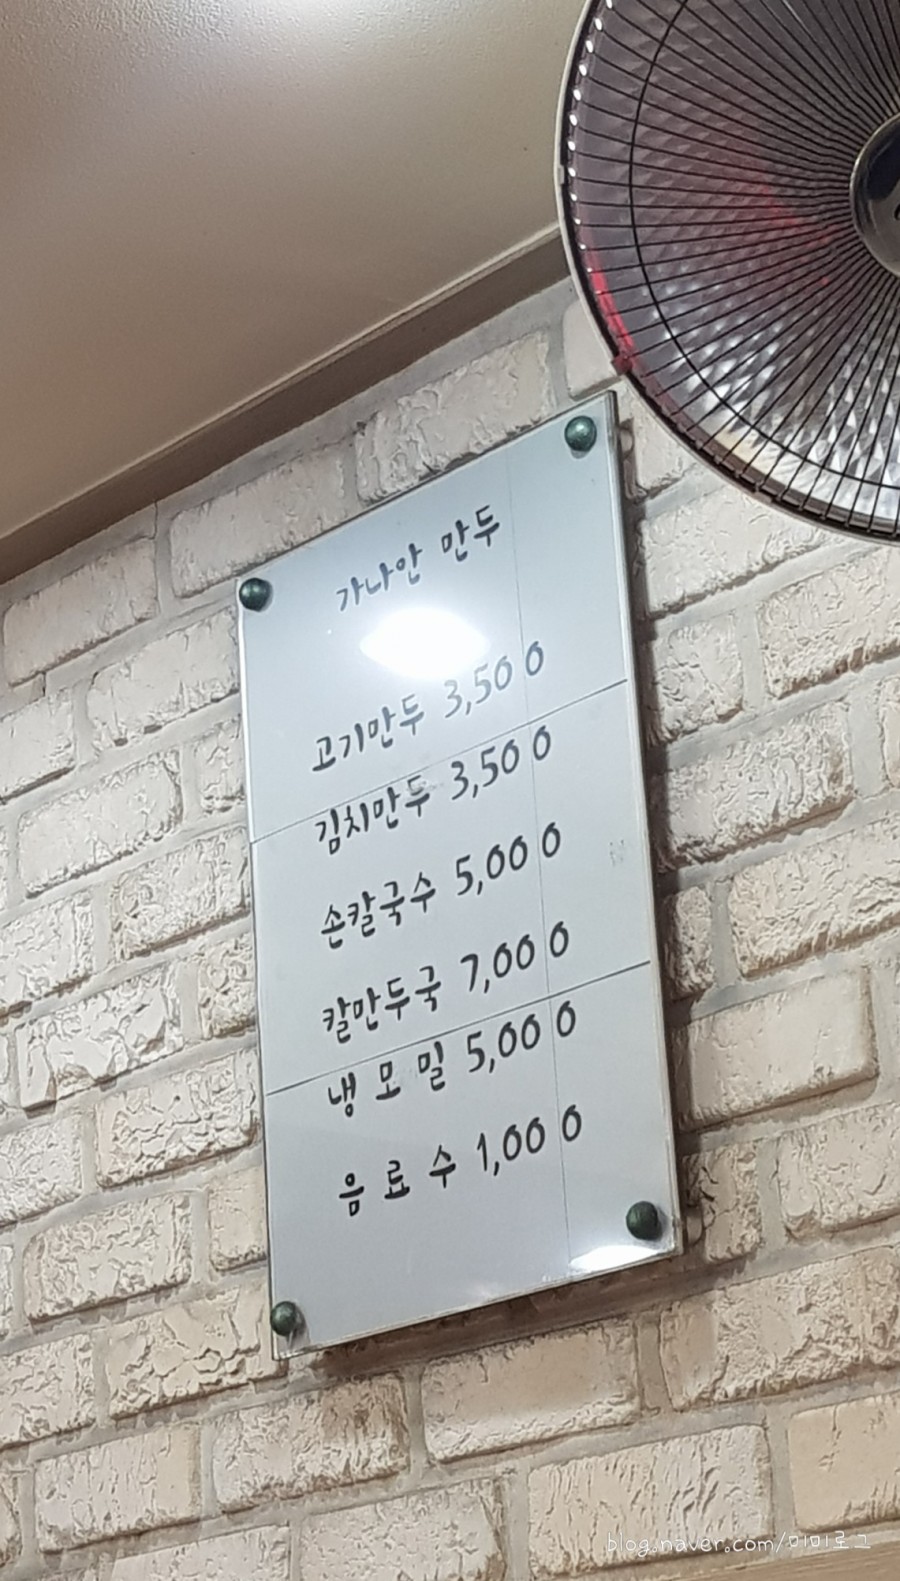 가나안 만두
고기만두 3,500
김치만두 3,500
손칼국수 5,000
칼만두국 7,000
냉 모 밀 5,000
음 료 수 1,000
blog.naver.com/미미로그